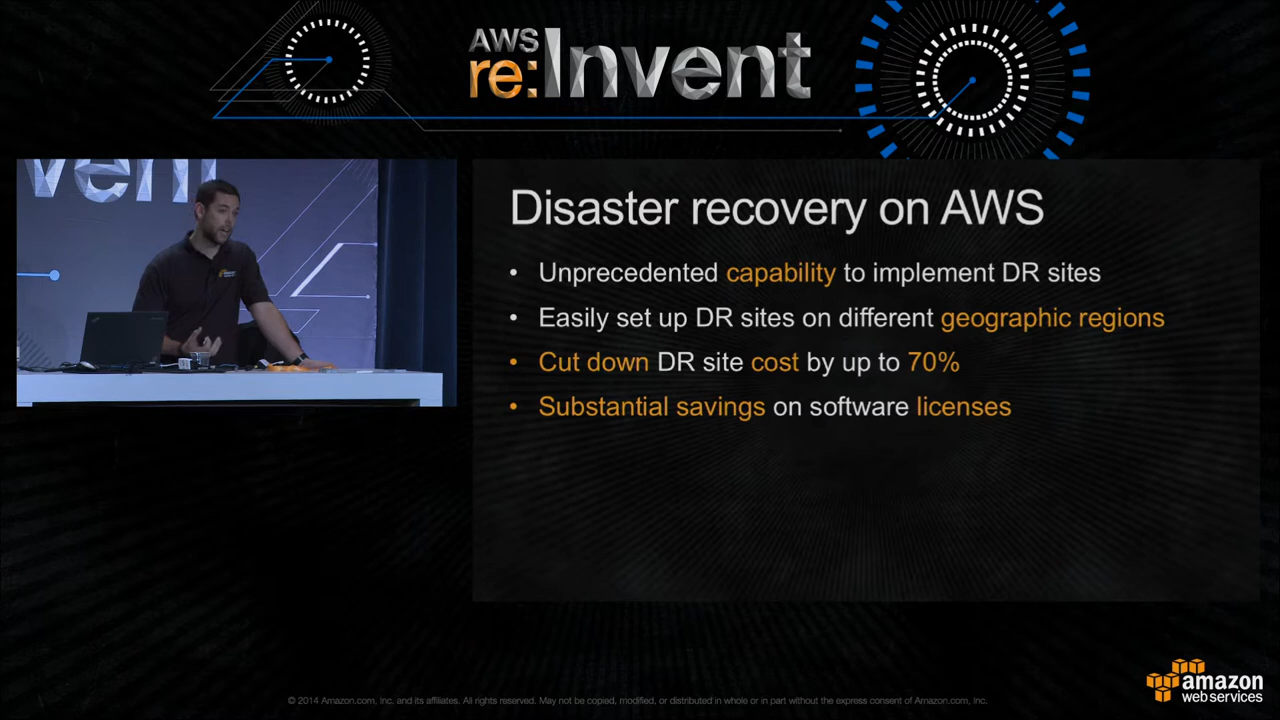 AWS
re:Invent
vent
Disaster recovery on AWS
• Unprecedented capability to implement DR sites
• Easily set up DR sites on different geographic regions
• Cut down DR site cost by up to 70%
• Substantial savings on software licenses
© 2014 Amazon.com, Inc. and its affiliates. All rights reserved. May not be copied, modified, or distributed in whole or in part without the express consent of Amazon.com, Inc.
amazon
web services